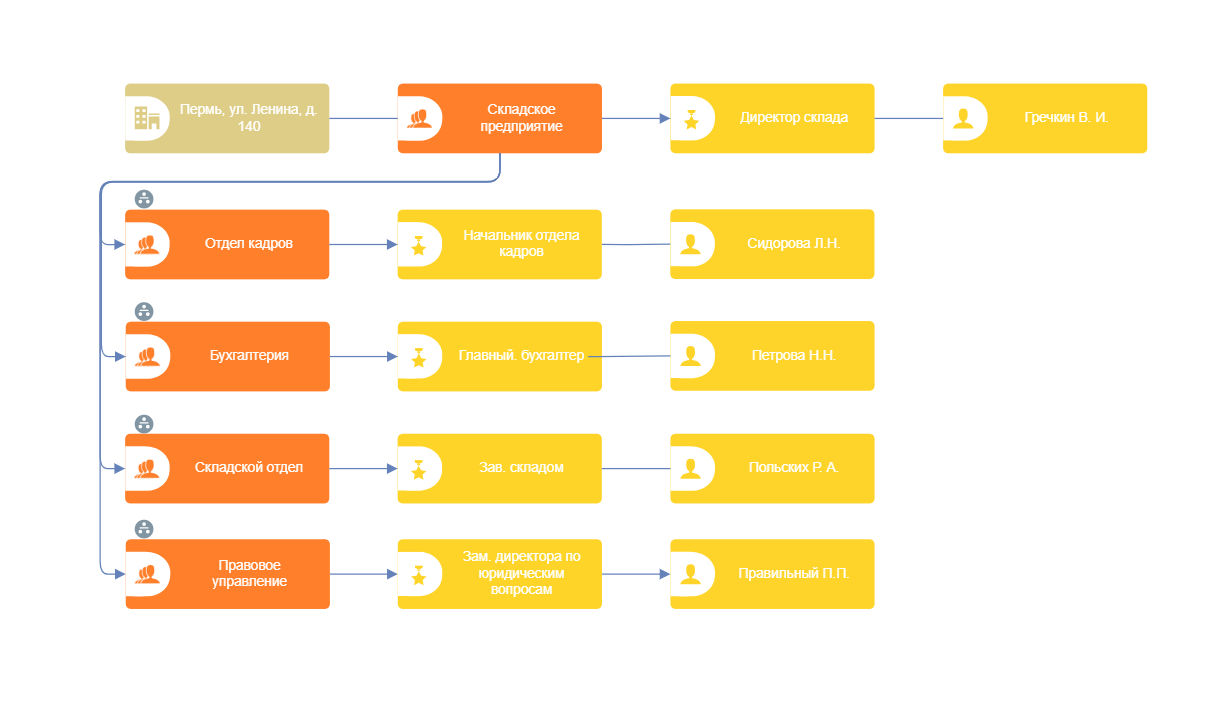 Пермь, ул. Ленина, д.
140
Складское
предприятие
Директор склада
Гречкин В. И.
Отдел кадров
Начальник отдела
кадров
Сидорова Л.Н.
Бухгалтерия
Главный. бухгалтер
Петрова Н.Н.
Складской отдел
Зав. складом
Польских Р. А.
Правовое
управление
Зам. директора по
юридическим
вопросам
Правильный П.П.